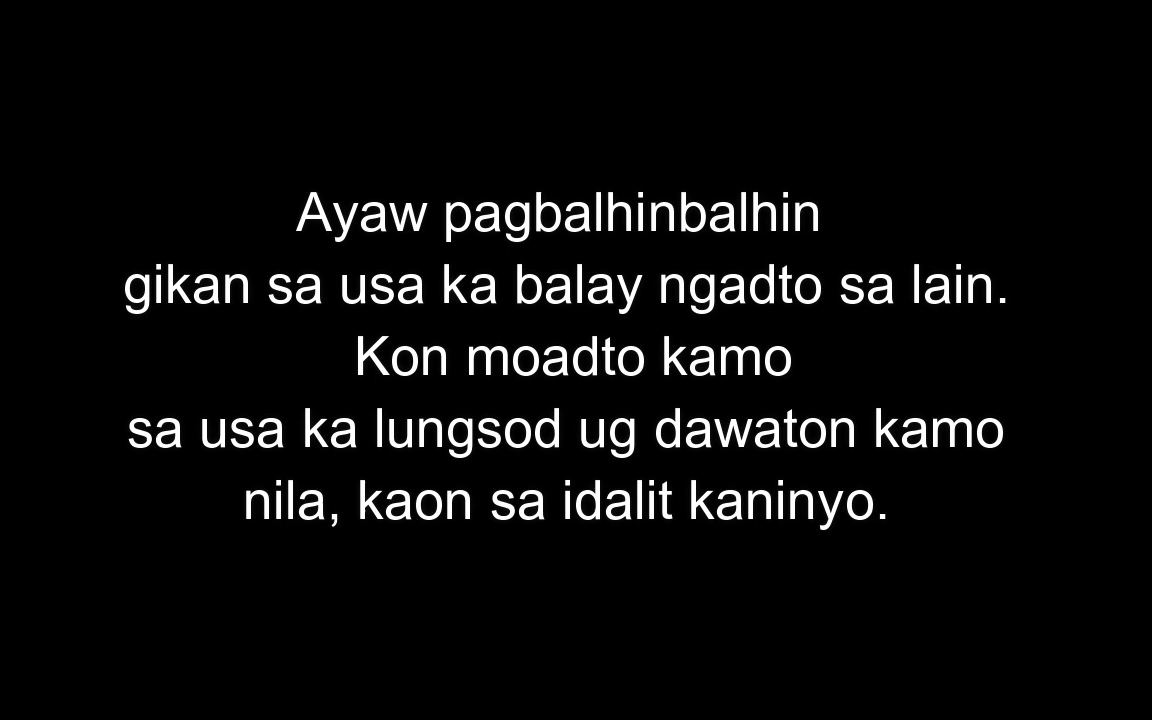 Ayaw pagbalhinbalhin
gikan sa usa ka balay ngadto sa lain.
Kon moadto kamo
sa usa ka lungsod ug dawaton kamo
nila, kaon sa idalit kaninyo.